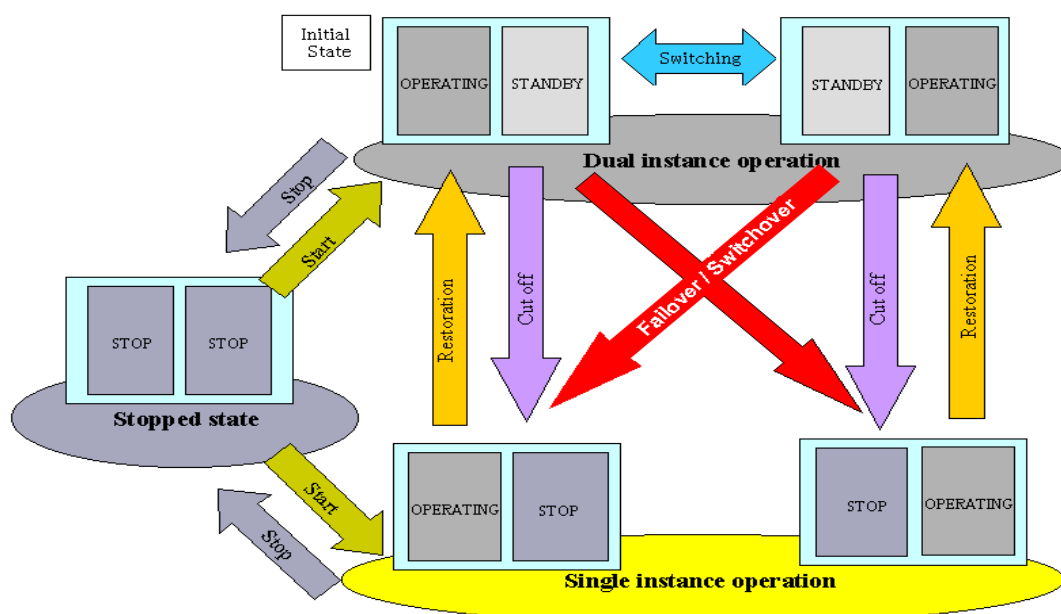 Initial
State
OPERATING
STANDBY
Switching
STANDBY
OPERATING
Dual instance operation
Stop
Start
Restoration
Cut off
Failover / Switchover
Cut off
Restoration
STOP
STOP
Stopped state
Start
Stop
OPERATING
STOP
STOP
OPERATING
Single instance operation